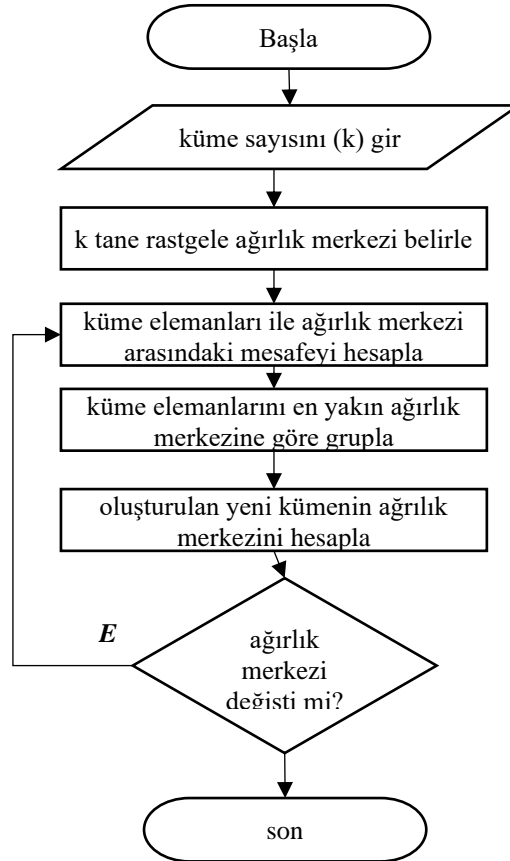 Başla
küme sayısını (k) gir
k tane rastgele ağırlık merkezi belirle
küme elemanları ile ağırlık merkezi
arasındaki mesafeyi hesapla
küme elemanlarını en yakın ağırlık
merkezine göre grupla
oluşturulan yeni kümenin ağrılık
merkezini hesapla
E
ağırlık
merkezi
değişti mi?
son